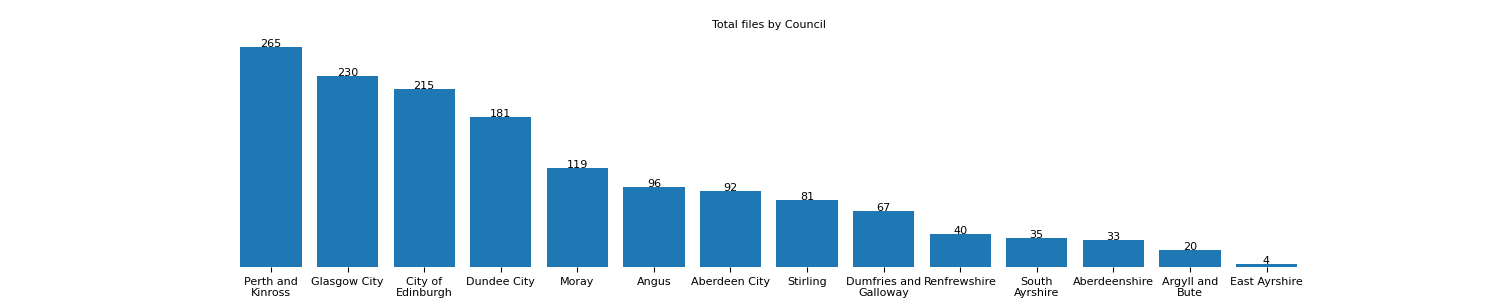 Total files by Council
265
230
215
181
119
96
92
81
67
40
35
33
20
4
Perth and
Kinross
Glasgow City
City of
Edinburgh
Dundee City
Moray
Angus
Aberdeen City
Stirling
Dumfries and
Galloway
Renfrewshire
South
Ayrshire
Aberdeenshire
Argyll and
Bute
East Ayrshire